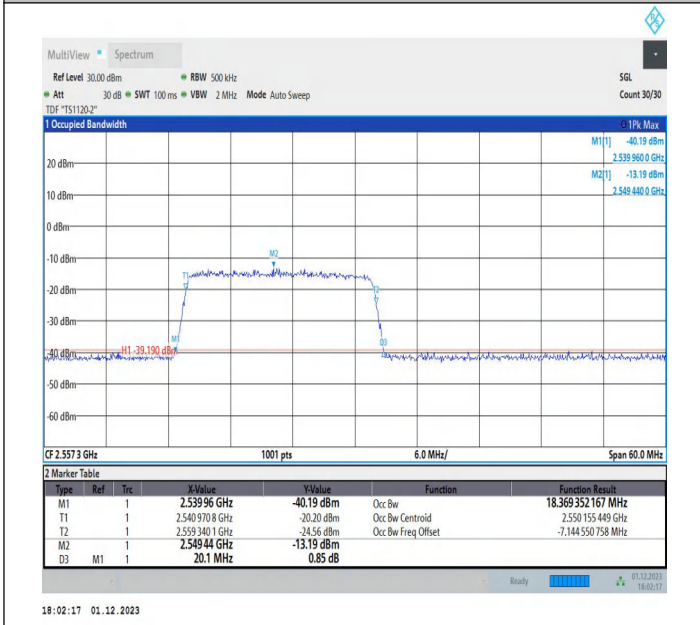 R S
MultiView Spectrum
Ref Level 30.00 dBm RBW 500 kHz SGL
Att 30 dB SWT 100 ms VBW 2 MHz Mode Auto Sweep Count 30/30
TDF "TS1120-2"
1 Occupied Bandwidth 1Pk Max
M1[1] -40.19 dBm
2.539 960 0 GHz
20 dBm
M2[1] -13.19 dBm
2.549 440 0 GHz
10 dBm
0 dBm
-10 dBm
M2
T1
-20 dBm
T2
-30 dBm
M1
D3
-40 dBm H1 -39.190 dBm
-50 dBm
-60 dBm
CF 2.557 3 GHz 1001 pts 6.0 MHz/ Span 60.0 MHz
2 Marker Table
Type Ref Trc X-Value Y-Value Function Function Result
M1 1 2.539 96 GHz -40.19 dBm Occ Bw 18.369 352 167 MHz
T1 1 2.540 970 8 GHz -20.20 dBm Occ Bw Centroid 2.550 155 449 GHz
T2 1 2.559 340 1 GHz -24.56 dBm Occ Bw Freq Offset -7.144 550 758 MHz
M2 1 2.549 44 GHz -13.19 dBm
D3 M1 1 20.1 MHz 0.85 dB
Ready 01.12.2023
18:02:17
18:02:17 01.12.2023